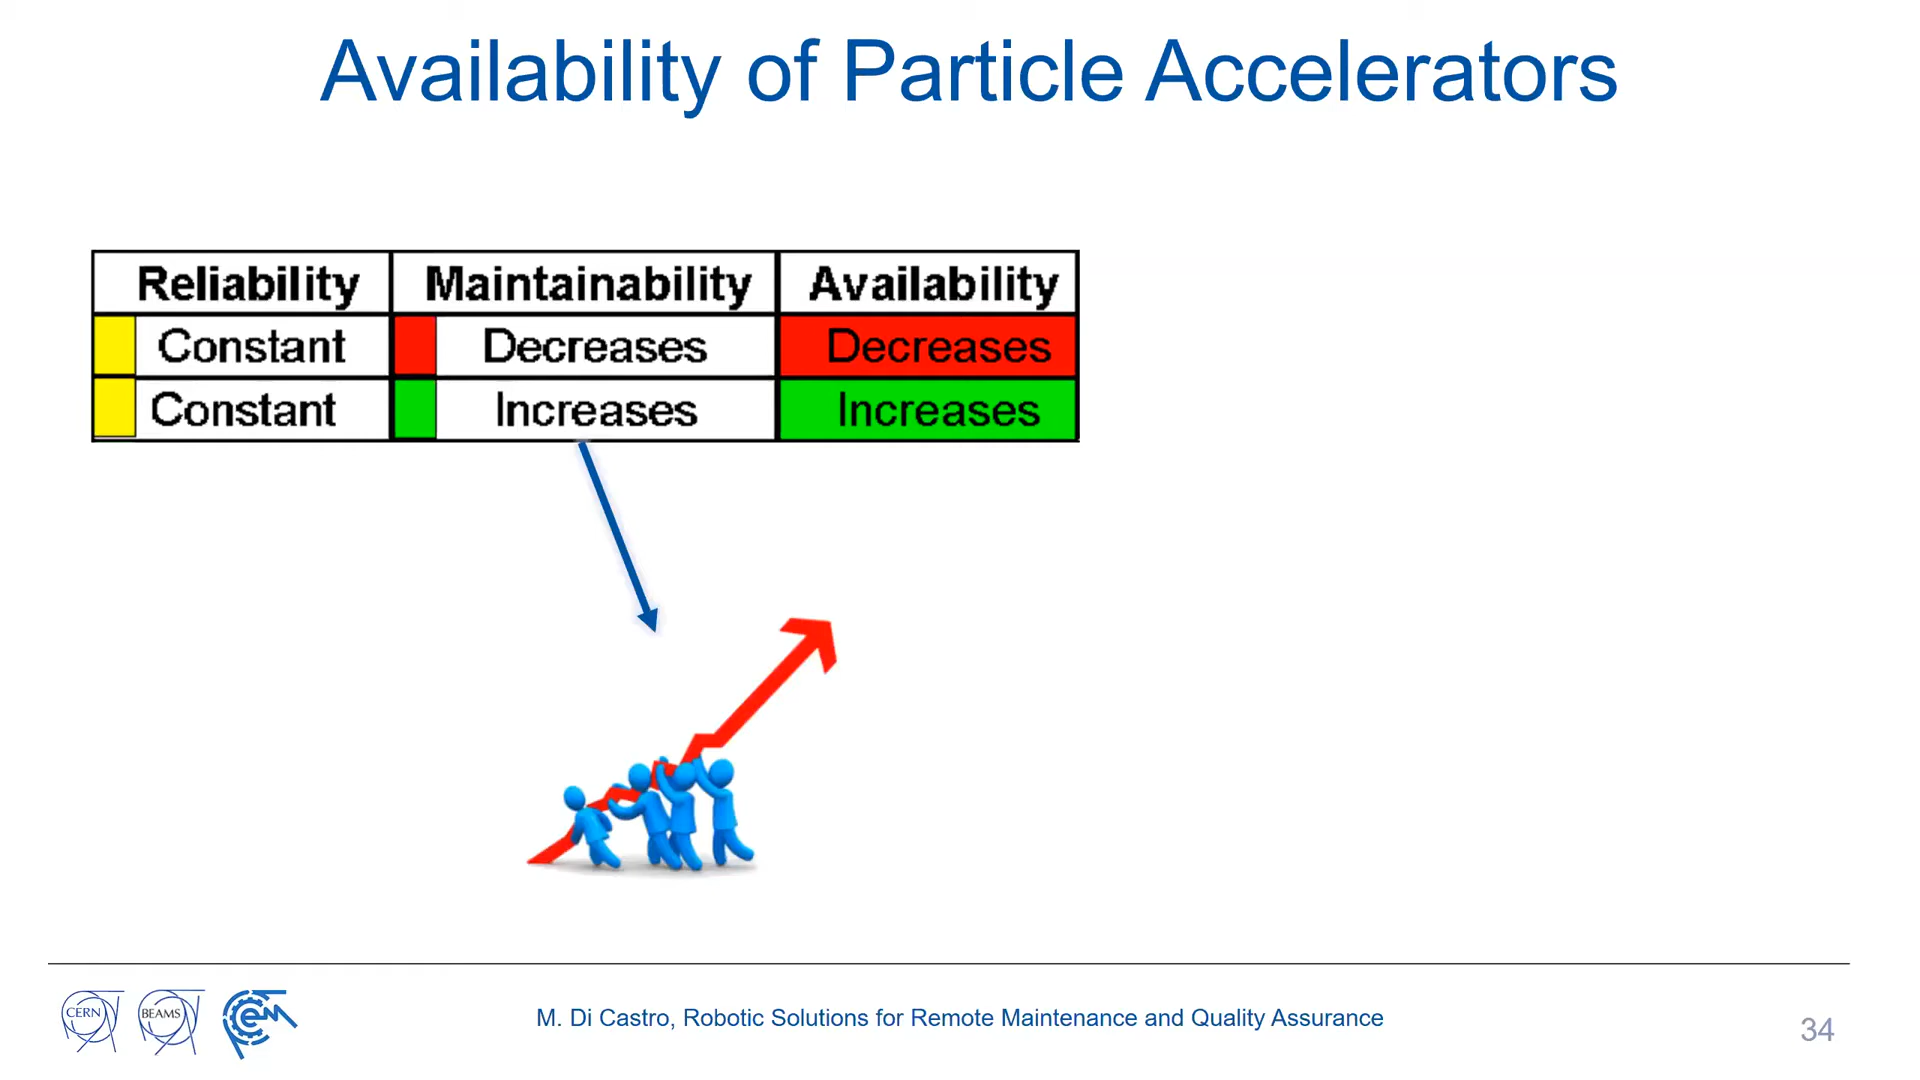 Availability of Particle Accelerators
Reliability Maintainability Availability
Constant Decreases Decreases
Constant Increases Increases
CERN BEAMS cem M. Di Castro, Robotic Solutions for Remote Maintenance and Quality Assurance 34